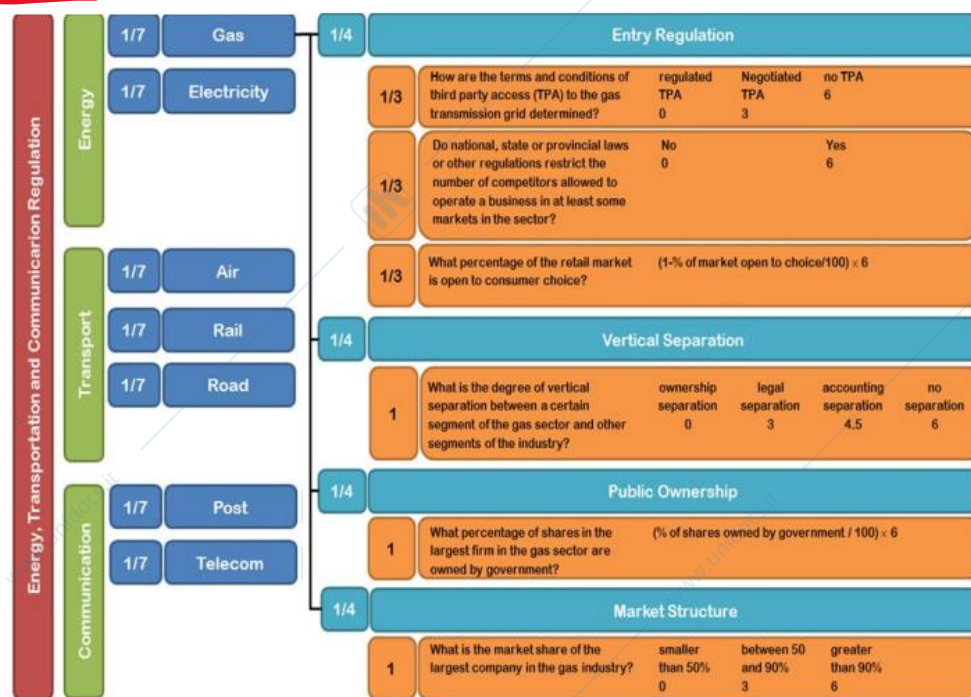 Energy, Transportation and Communicarion Regulation
Energy
1/7 Gas
1/7 Electricity
Transport
1/7 Air
1/7 Rail
1/7 Road
Communication
1/7 Post
1/7 Telecom
1/4 Entry Regulation
1/3
How are the terms and conditions of
third party access (TPA) to the gas
transmission grid determined?
regulated
TPA
0
Negotiated
TPA
3
no TPA
6
1/3
Do national, state or provincial laws
or other regulations restrict the
number of competitors allowed to
operate a business in at least some
markets in the sector?
No
0
Yes
6
1/3
What percentage of the retail market
is open to consumer choice?
(1-% of market open to choice/100) × 6
1/4 Vertical Separation
1
What is the degree of vertical
separation between a certain
segment of the gas sector and other
segments of the industry?
ownership
separation
0
legal
separation
3
accounting
separation
4.5
no
separation
6
1/4 Public Ownership
1
What percentage of shares in the
largest firm in the gas sector are
owned by government?
(% of shares owned by government / 100) × 6
1/4 Market Structure
1
What is the market share of the
largest company in the gas industry?
smaller
than 50%
0
between 50
and 90%
3
greater
than 90%
6
www.unidoc.it
www.unidoc.it